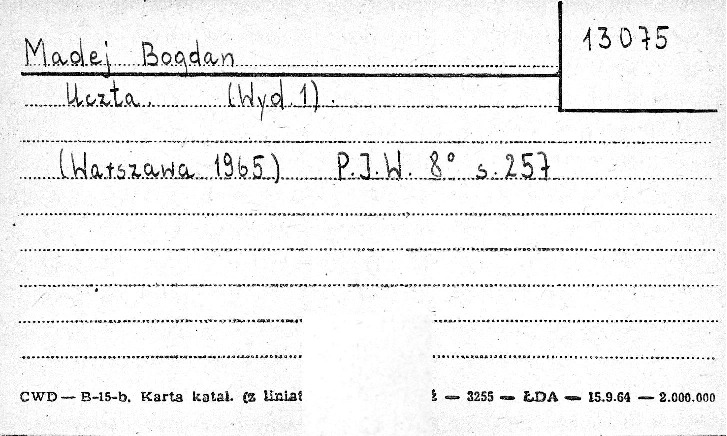 13075
Madej Bogdan
Uczta. (Wyd. 1).
(Warszawa 1965) P.I.W. 8° s. 257
CWD — B-15-b. Karta katal. (z liniat — 3255 — ŁDA — 15.9.64 — 2.000.000